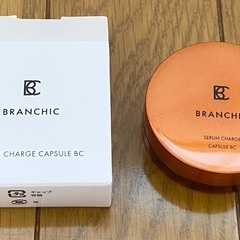 BC
BRANCHIC
CHARGE CAPSULE BC
キャップ
BC
BRANCHIC
SERUM CHARGE
CAPSULE BC